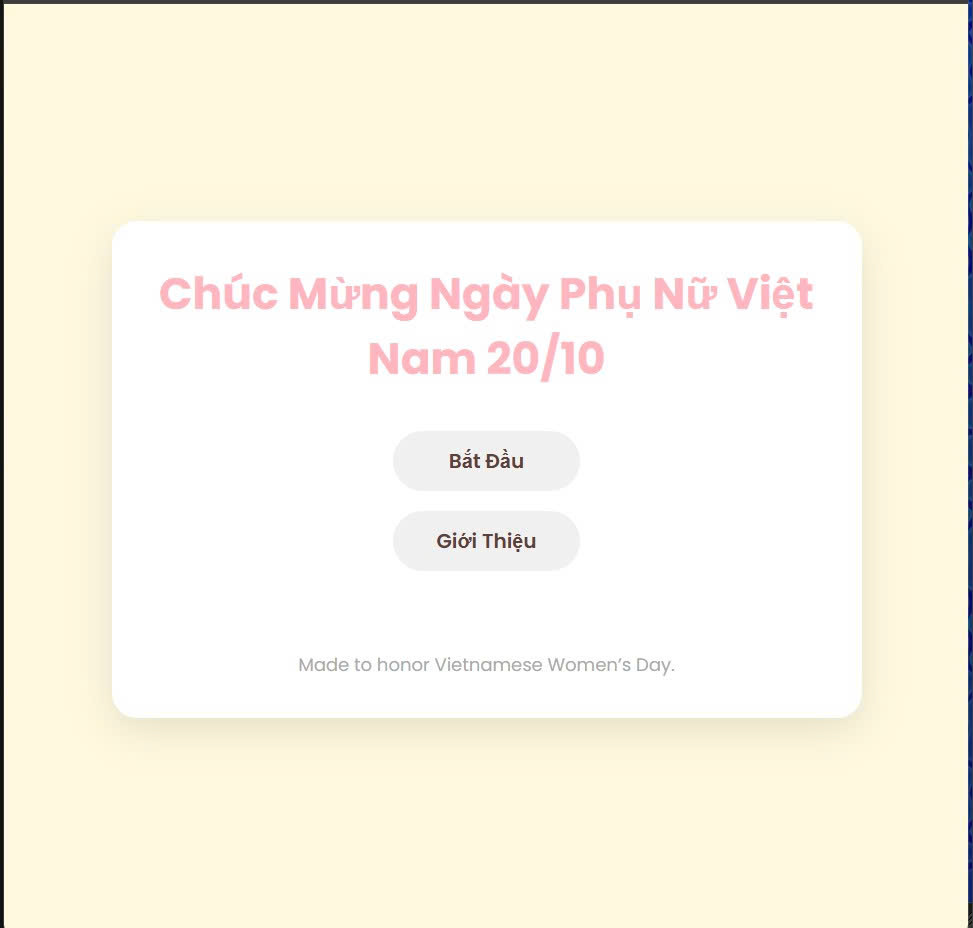 Chúc Mừng Ngày Phụ Nữ Việt
Nam 20/10
Bắt Đầu
Giới Thiệu
Made to honor Vietnamese Women’s Day.